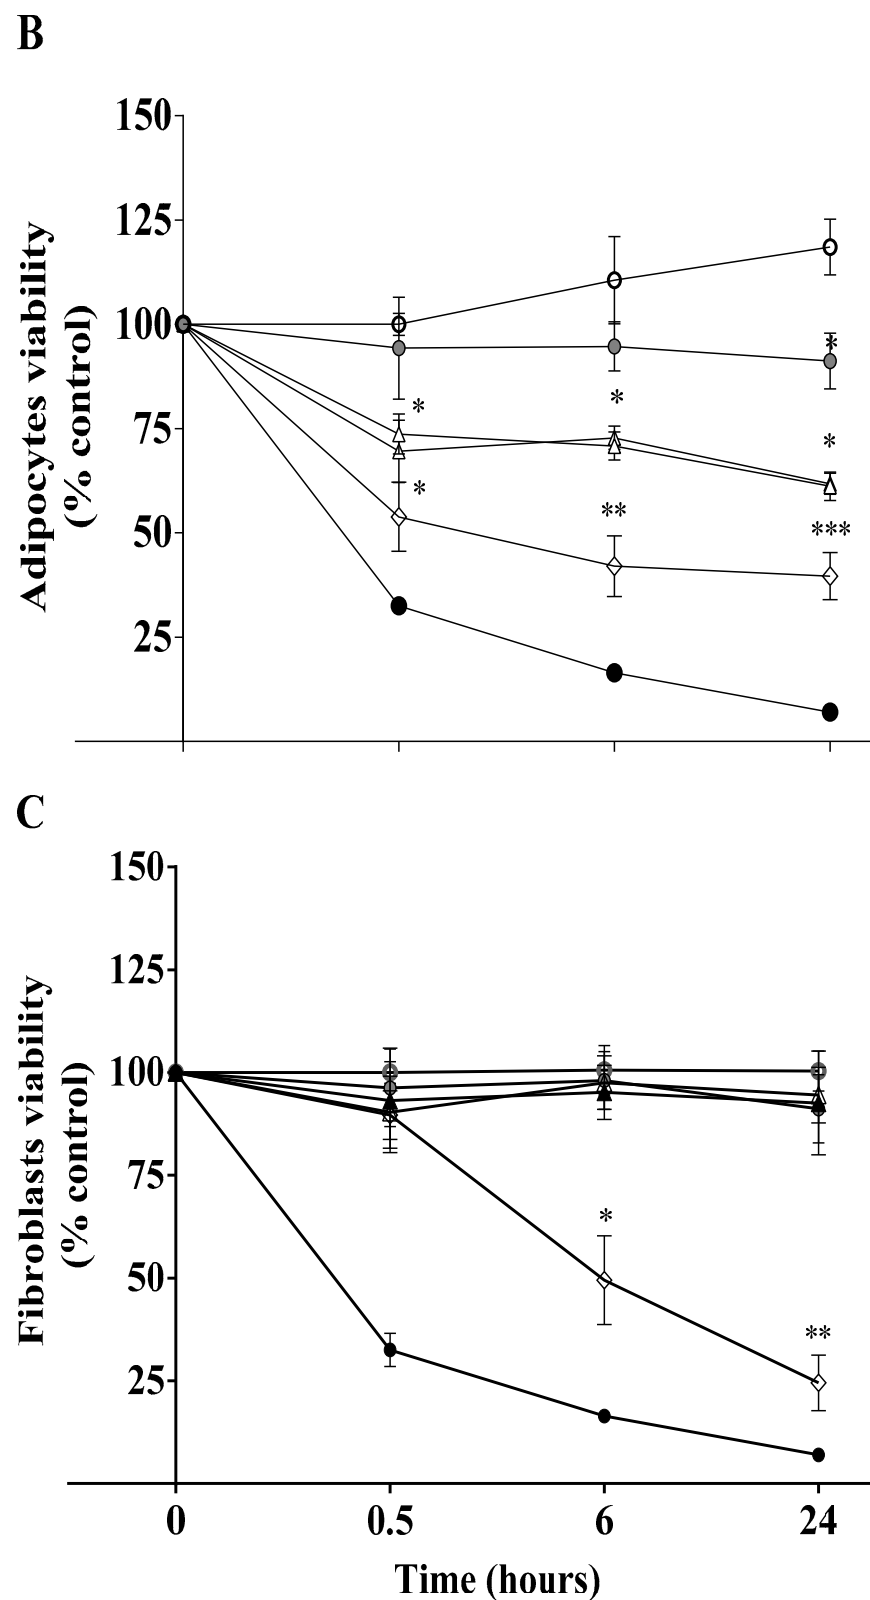 B
150
125
100
75
50
25
Adipocytes viability
(% control)
*
*
*
*
*
**
***
C
150
125
100
75
50
25
Fibroblasts viability
(% control)
*
**
0 0.5 6 24
Time (hours)